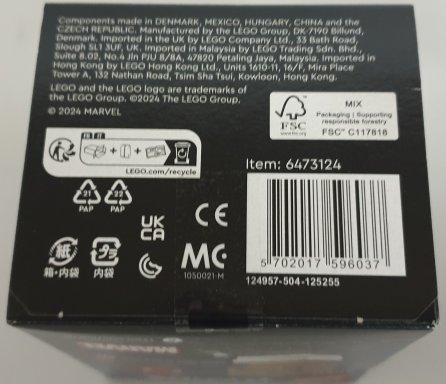 Components made in DENMARK, MEXICO, HUNGARY, CHINA and the
CZECH REPUBLIC. Manufactured by the LEGO Group, DK-7190 Billund,
Denmark. Imported in the UK by LEGO Company Ltd., 33 Bath Road,
Slough SL1 3UF, UK. Imported in Malaysia by LEGO Trading Sdn. Bhd.,
Suite 8.02, No.4 Jln PJU 8/8A, 47820 Petaling Jaya, Malaysia. Imported in
Hong Kong by LEGO Hong Kong Ltd., Units 1610-11, 16/F, Mira Place
Tower A, 132 Nathan Road, Tsim Sha Tsui, Kowloon, Hong Kong.
LEGO and the LEGO logo are trademarks of
the LEGO Group. ©2024 The LEGO Group.
© 2024 MARVEL
FSC
MIX
Packaging | Supporting
responsible forestry
FSC™ C117818
FR
LEGO.com/recycle
Item: 6473124
21
PAP
22
PAP
UK
CA
CE
紙
箱・内袋
プラ
内袋
MC
1050021-M
5 702017 596037
124957-504-125255